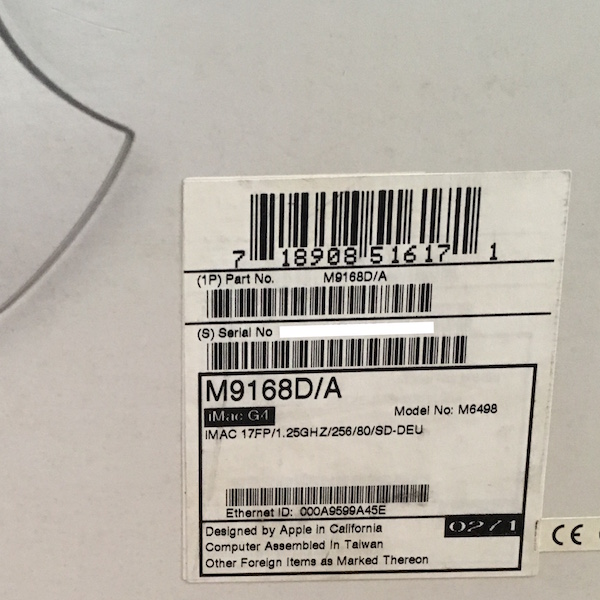 7 18908 51617 1
(1P) Part No. M9168D/A
(S) Serial No
M9168D/A
iMac G4
Model No: M6498
IMAC 17FP/1.25GHZ/256/80/SD-DEU
Ethernet ID: 000A9599A45E
Designed by Apple in California
0271
Computer Assembled In Taiwan
Other Foreign Items as Marked Thereon
CE